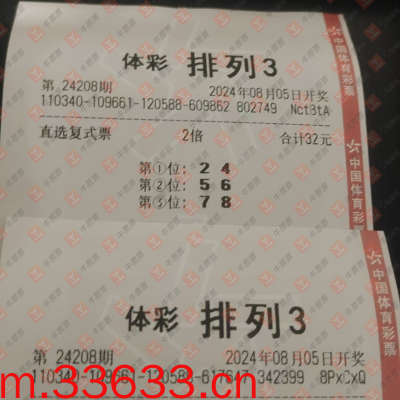 体彩 排列3
第 24208期 2024年08月05日开奖
110340-109661-120588-609862 802749 Nct8tA
直选复式票 2倍 合计32元
第①位: 2 4
第②位: 5 6
第③位: 7 8
中国体育彩票
中国体育彩票
体彩 排列3
第 24208期 2024年08月05日开奖
110340-109661-120588-617647 342399 8PxCxQ
m.33633.cn